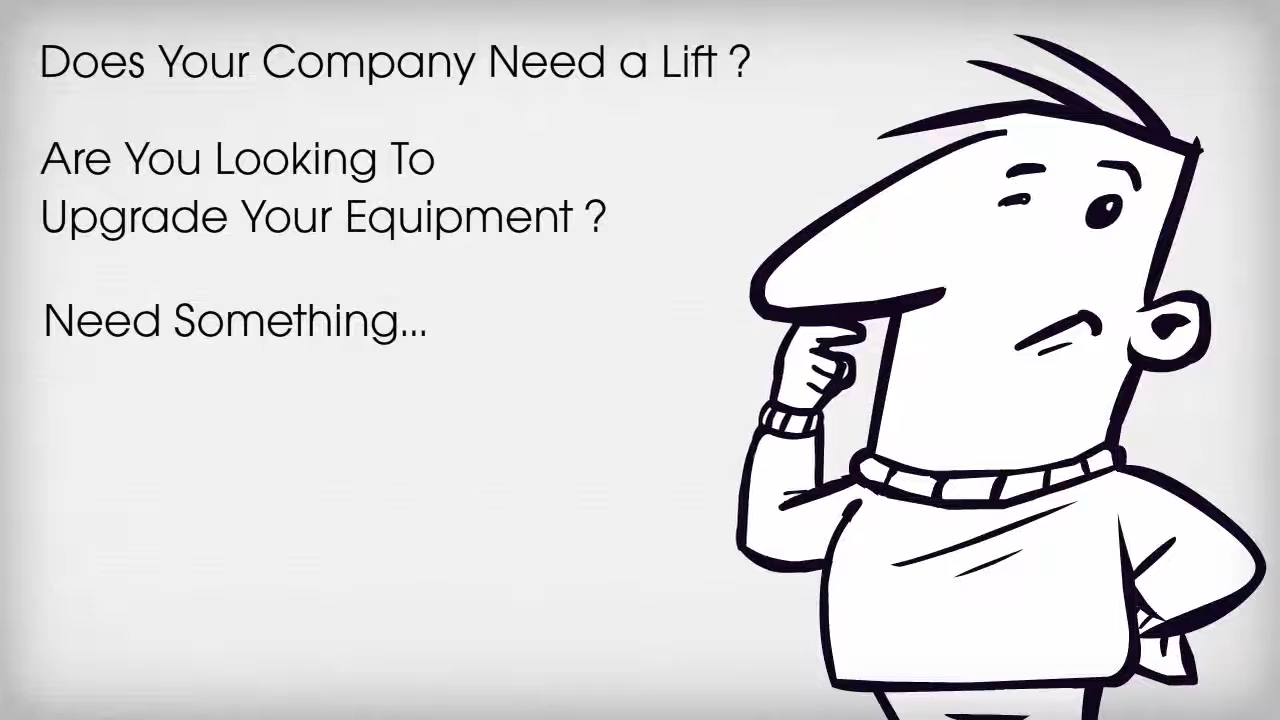 Does Your Company Need a Lift ?
Are You Looking To
Upgrade Your Equipment ?
Need Something...